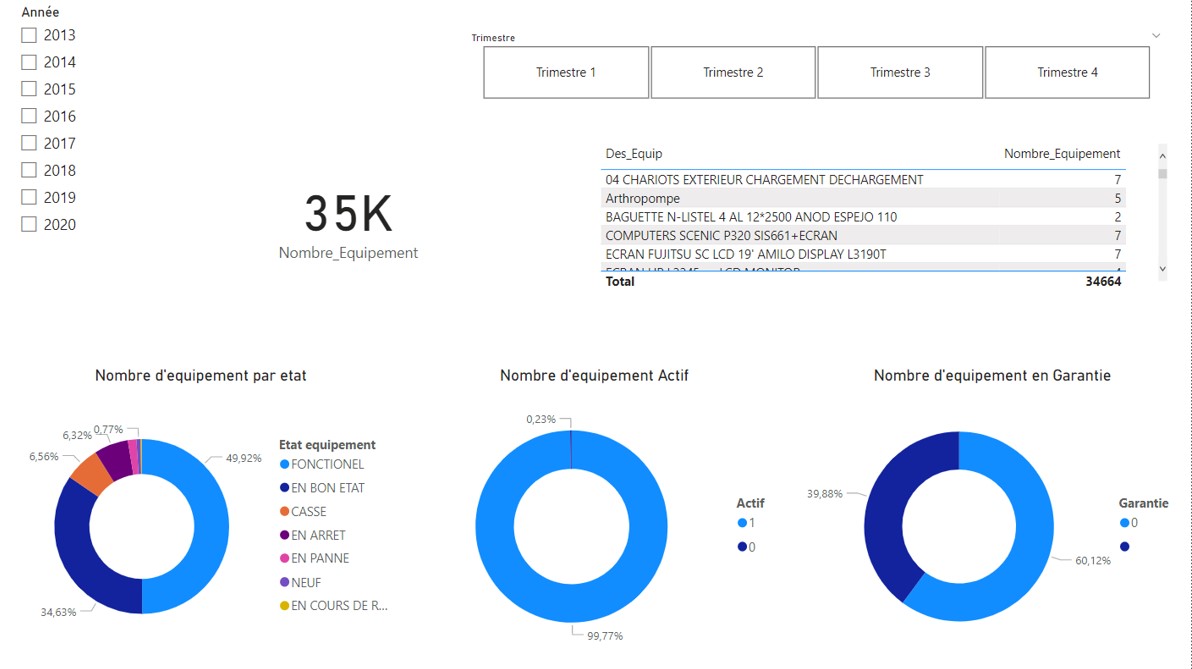 Année
2013
2014
2015
2016
2017
2018
2019
2020
Trimestre
Trimestre 1
Trimestre 2
Trimestre 3
Trimestre 4
35K
Nombre_Equipement
Des_Equip Nombre_Equipement
04 CHARIOTS EXTERIEUR CHARGEMENT DECHARGEMENT 7
Arthropompe 5
BAGUETTE N-LISTEL 4 AL 12*2500 ANOD ESPEJO 110 2
COMPUTERS SCENIC P320 SIS661+ECRAN 7
ECRAN FUJITSU SC LCD 19' AMILO DISPLAY L3190T 7
Total 34664
Nombre d'equipement par etat
0,77%
6,32%
6,56%
49,92%
34,63%
Etat equipement
FONCTIONEL
EN BON ETAT
CASSE
EN ARRET
EN PANNE
NEUF
EN COURS DE R...
Nombre d'equipement Actif
0,23%
99,77%
Actif
1
0
Nombre d'equipement en Garantie
39,88%
60,12%
Garantie
0